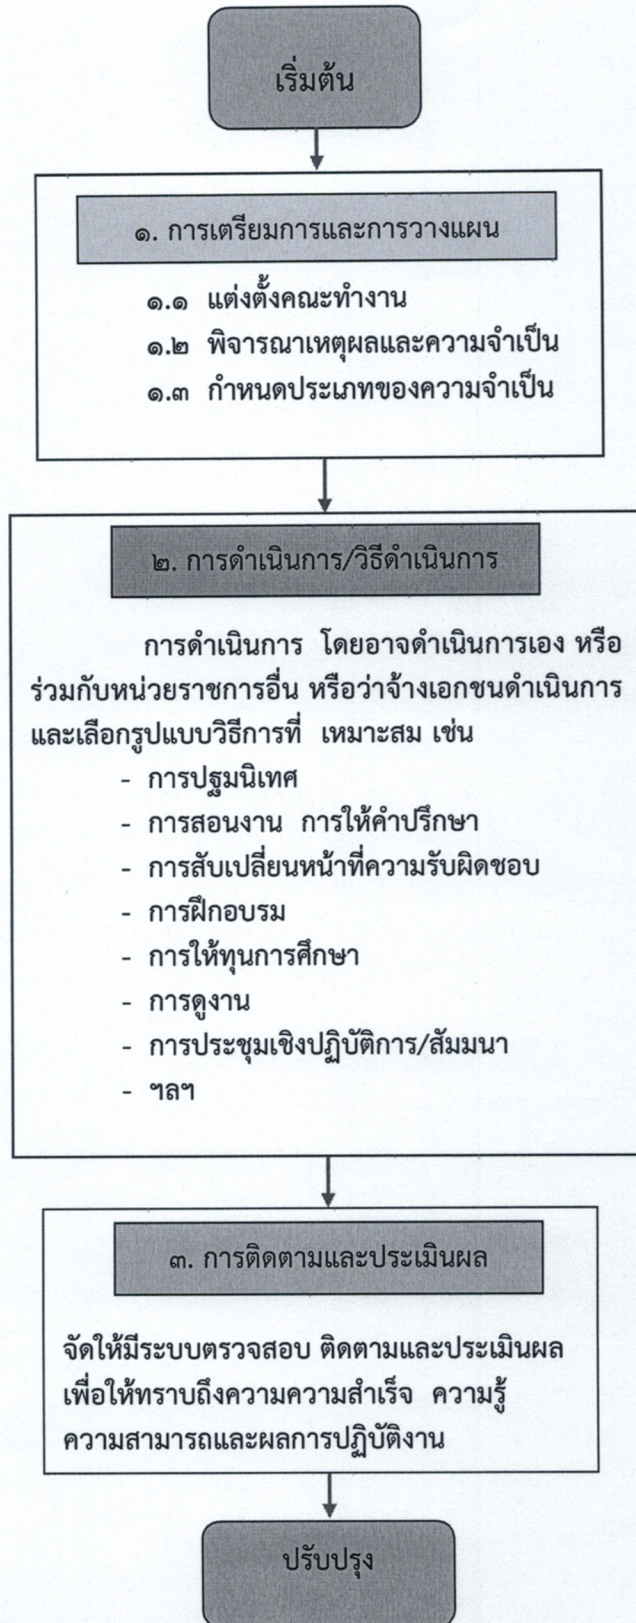 เริ่มต้น
๑. การเตรียมการและการวางแผน
๑.๑ แต่งตั้งคณะทำงาน
๑.๒ พิจารณาเหตุผลและความจำเป็น
๑.๓ กำหนดประเภทของความจำเป็น
๒. การดำเนินการ/วิธีดำเนินการ
การดำเนินการ โดยอาจดำเนินการเอง หรือ
ร่วมกับหน่วยราชการอื่น หรือว่าจ้างเอกชนดำเนินการ
และเลือกรูปแบบวิธีการที่ เหมาะสม เช่น
- การปฐมนิเทศ
- การสอนงาน การให้คำปรึกษา
- การสับเปลี่ยนหน้าที่ความรับผิดชอบ
- การฝึกอบรม
- การให้ทุนการศึกษา
- การดูงาน
- การประชุมเชิงปฏิบัติการ/สัมมนา
- ฯลฯ
๓. การติดตามและประเมินผล
จัดให้มีระบบตรวจสอบ ติดตามและประเมินผล
เพื่อให้ทราบถึงความความสำเร็จ ความรู้
ความสามารถและผลการปฏิบัติงาน
ปรับปรุง